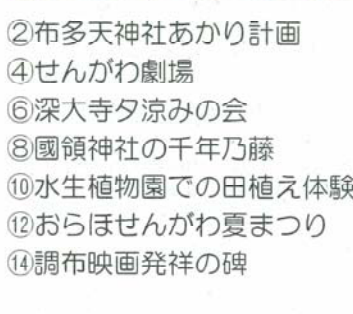 ②布多天神社あかり計画
④せんがわ劇場
⑥深大寺夕涼みの会
⑧國領神社の千年乃藤
⑩水生植物園での田植え体験
⑫おらほせんがわ夏まつり
⑭調布映画発祥の碑